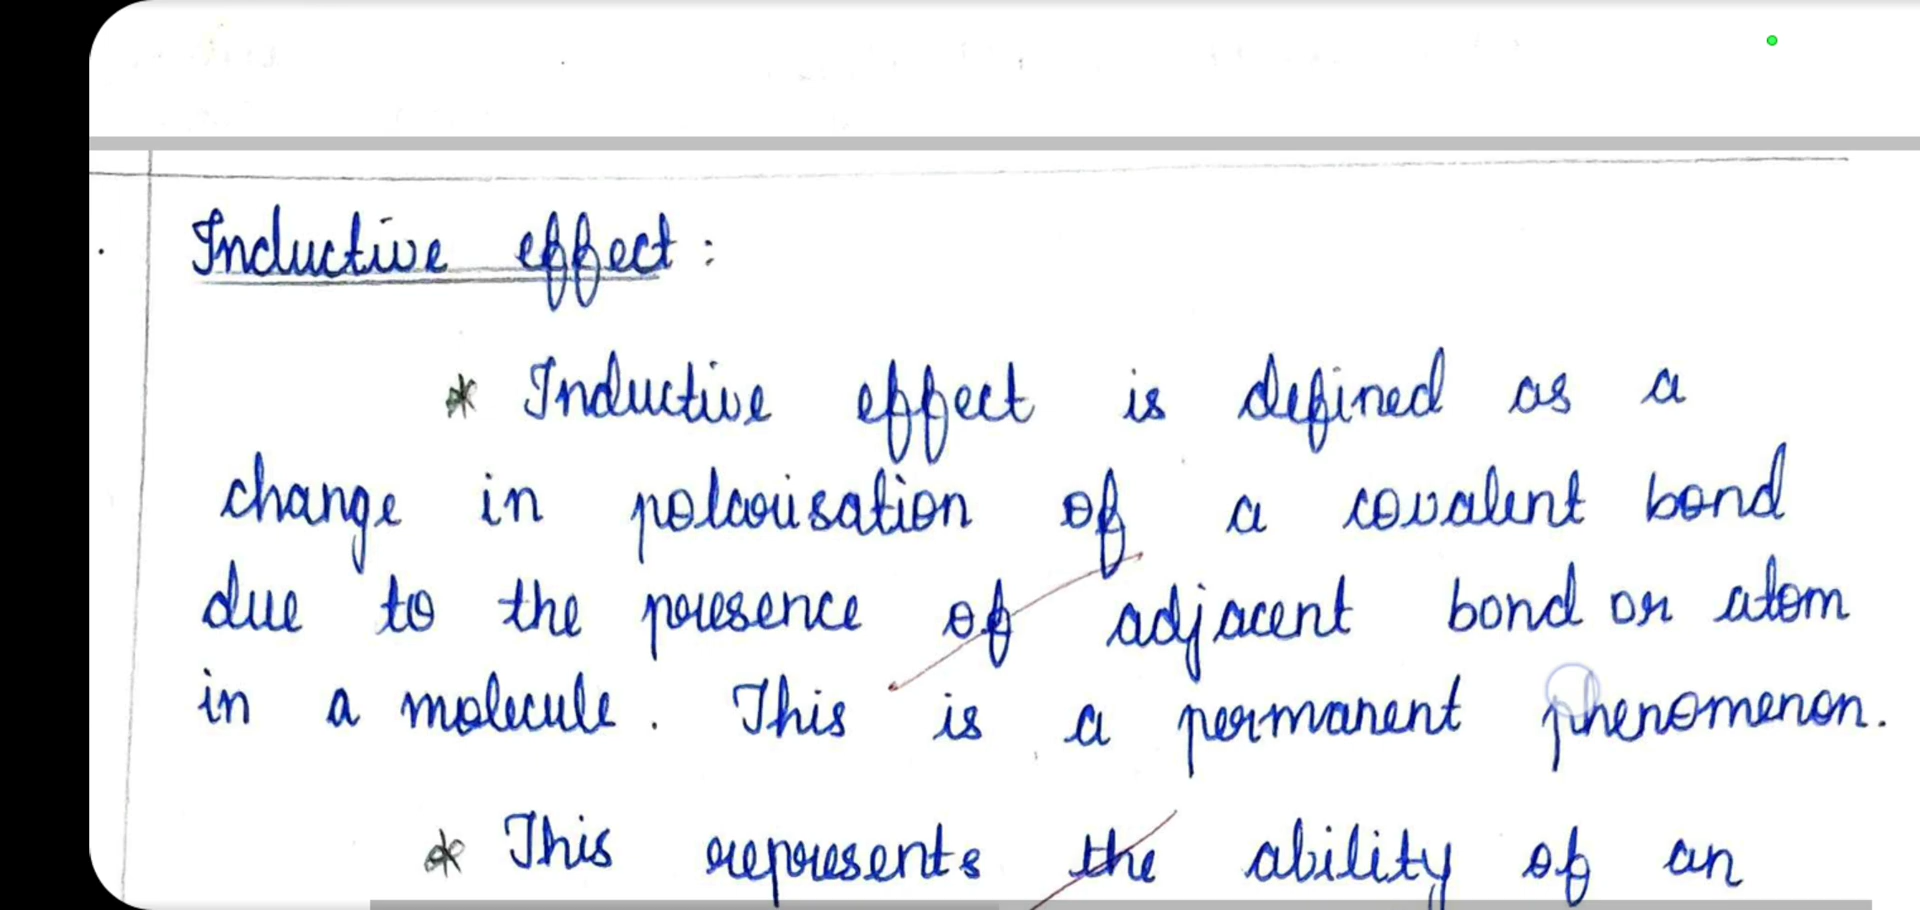 Inductive effect :
* Inductive effect is defined as a
change in polarisation of a covalent bond
due to the presence of adjacent bond or atom
in a molecule. This is a permanent phenomenon.
* This represents the ability of an